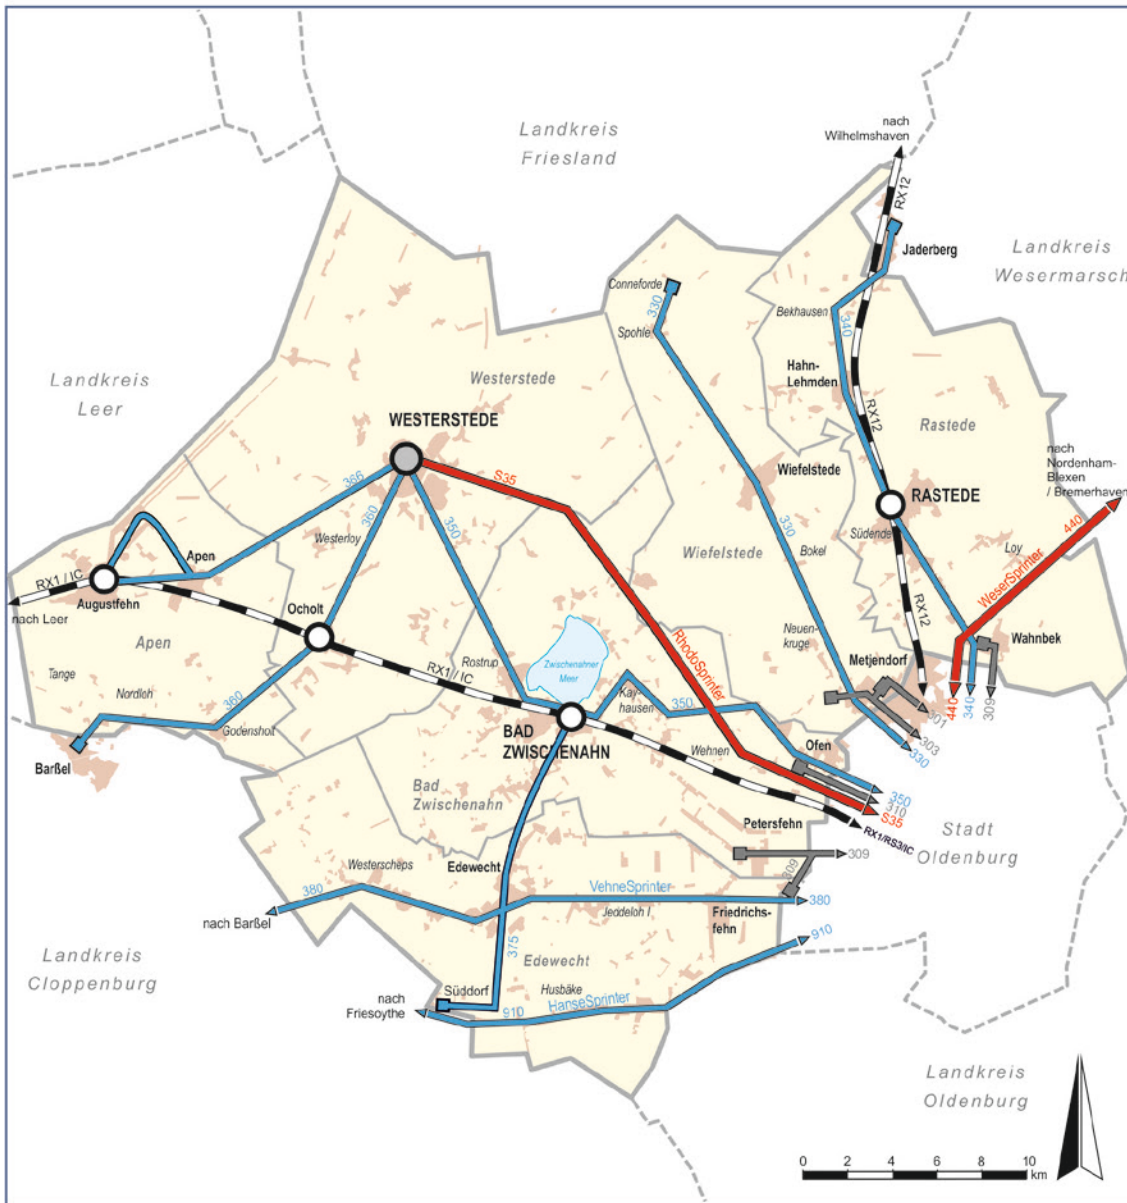 nach
Wilhelmshaven
Landkreis
Friesland
RX12
Jaderberg
Landkreis
Wesermarsch
Conneforde
330
Spohle
Bekhausen
340
Hahn-
Lehmden
Landkreis
Leer
Westerstede
WESTERSTEDE
RX12
Rastede
nach
Nordenham-
Blexen
/ Bremerhaven
Wiefelstede
RASTEDE
S35
366
360
350
440
Westerloy
330
Bokel
Südende
Wiefelstede
Loy
Apen
WeserSprinter
RX1 / IC
Augustfehn
nach Leer
Ocholt
RX12
Neuen-
kruge
Wahnbek
Apen
RhodoSprinter
Metjendorf
Tange
RX1 / IC
Rostrup
Zwischenahner
Meer
Nordloh
360
Kay-
hausen
350
440
340
309
301
303
330
Godensholt
BAD
ZWISCHENAHN
Wehnen
Ofen
Barßel
Bad
Zwischenahn
350
310
S35
RX1/RS3/IC
Petersfehn
Stadt
Oldenburg
309
309
Westerscheps
Edewecht
VehneSprinter
380
380
nach Barßel
Jeddeloh I
Friedrichs-
fehn
375
910
Landkreis
Cloppenburg
Edewecht
Süddorf
Husbäke
nach
Friesoythe
910
HanseSprinter
Landkreis
Oldenburg
0 2 4 6 8 10
km